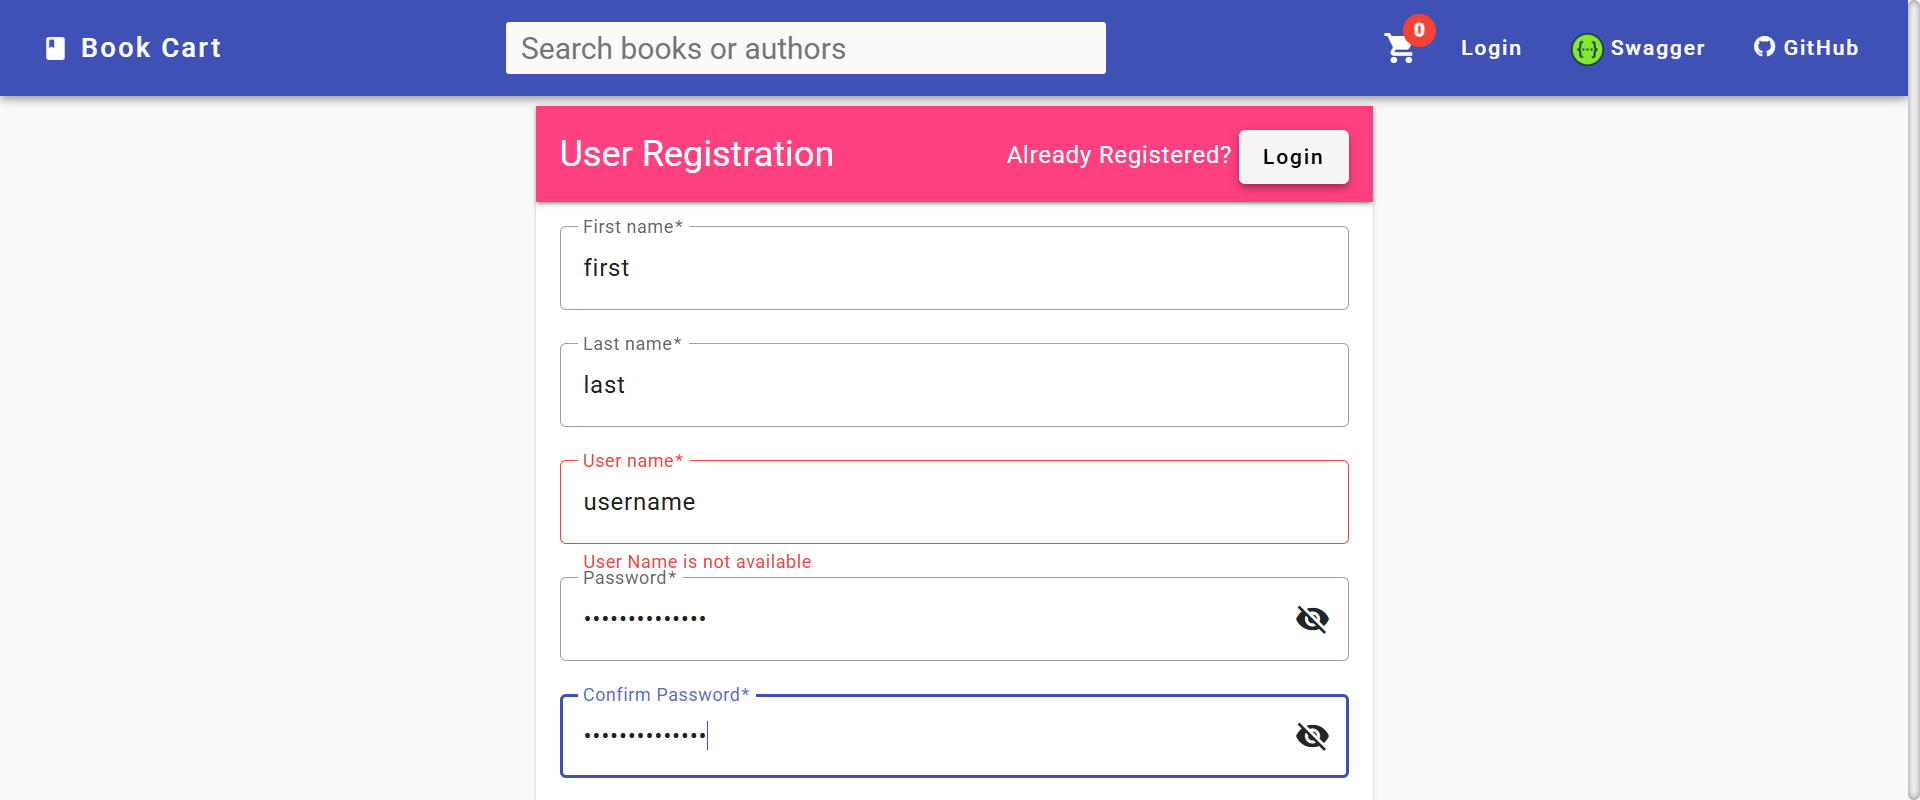 Book Cart
Search books or authors
0
Login
Swagger
GitHub
User Registration
Already Registered?
Login
First name*
first
Last name*
last
User name*
username
User Name is not available
Password*
••••••••••••••
Confirm Password*
••••••••••••••